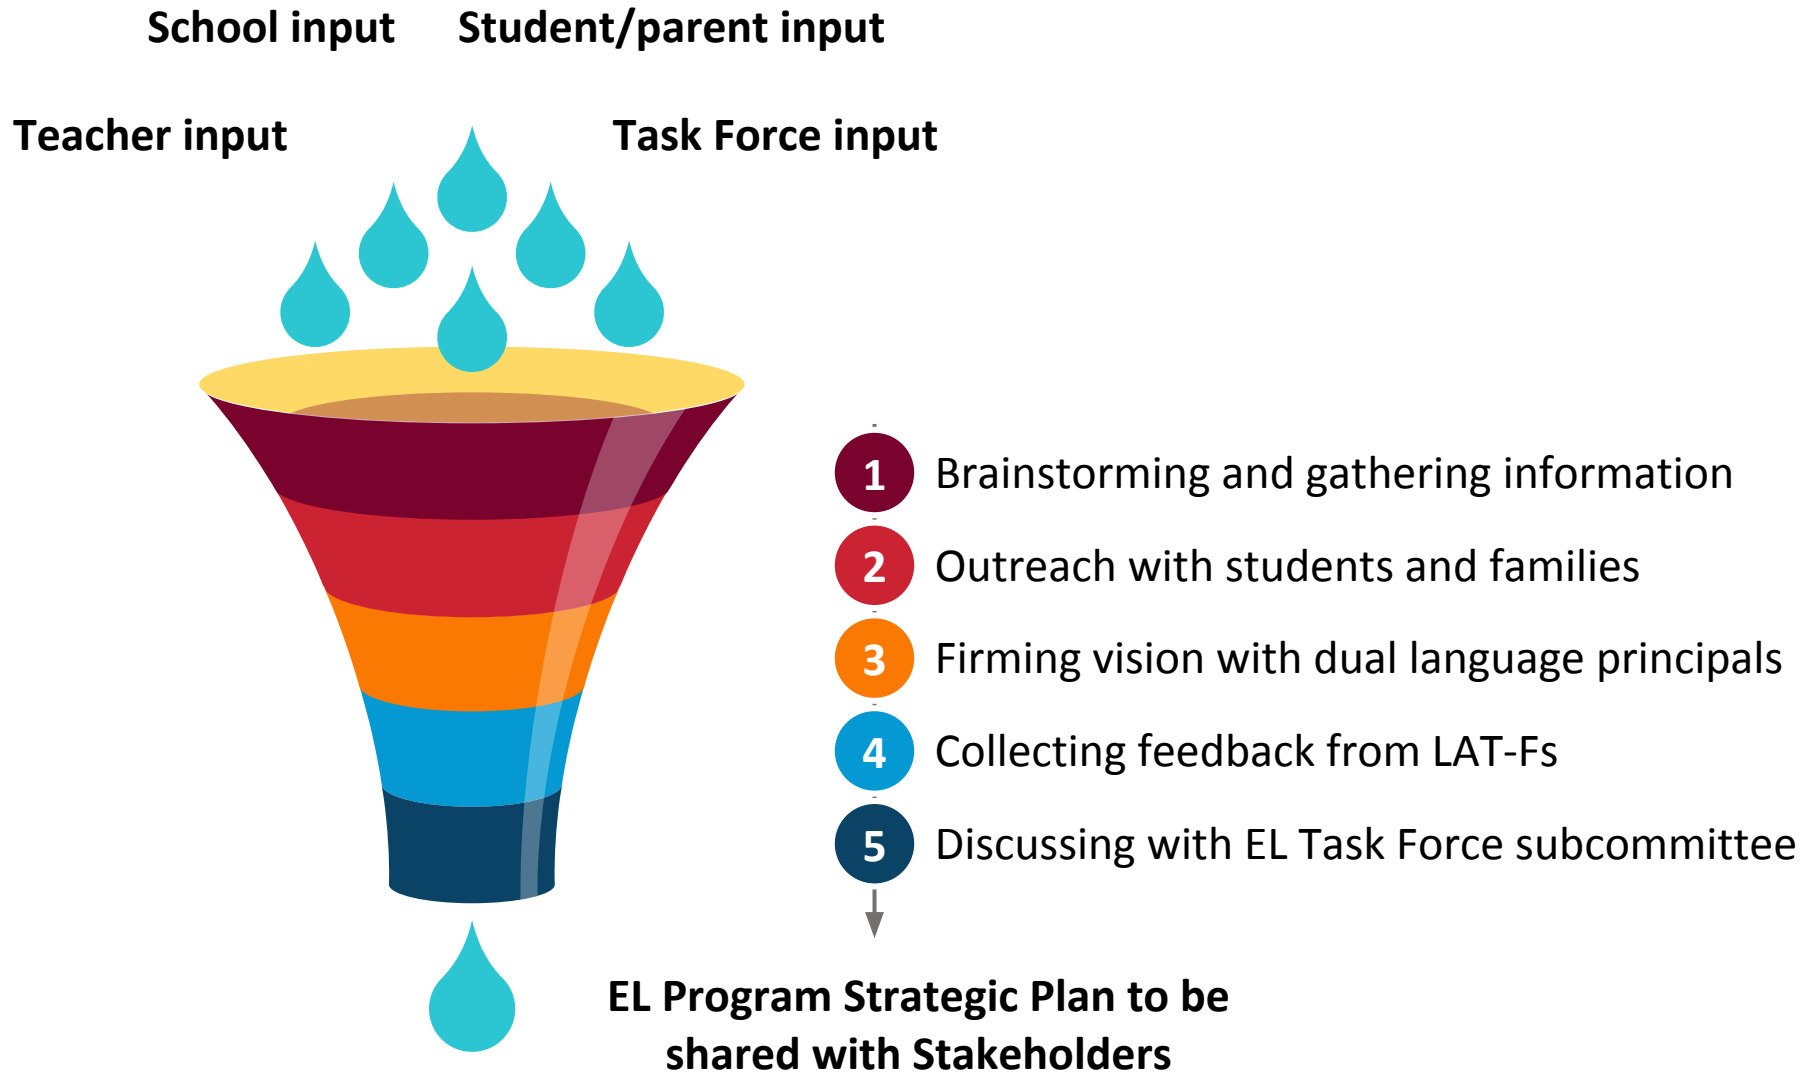 School input
Student/parent input
Teacher input
Task Force input
1 Brainstorming and gathering information
2 Outreach with students and families
3 Firming vision with dual language principals
4 Collecting feedback from LAT-Fs
5 Discussing with EL Task Force subcommittee
EL Program Strategic Plan to be
shared with Stakeholders